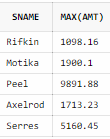 SNAME MAX(AMT)
Rifkin 1098.16
Motika 1900.1
Peel 9891.88
Axelrod 1713.23
Serres 5160.45